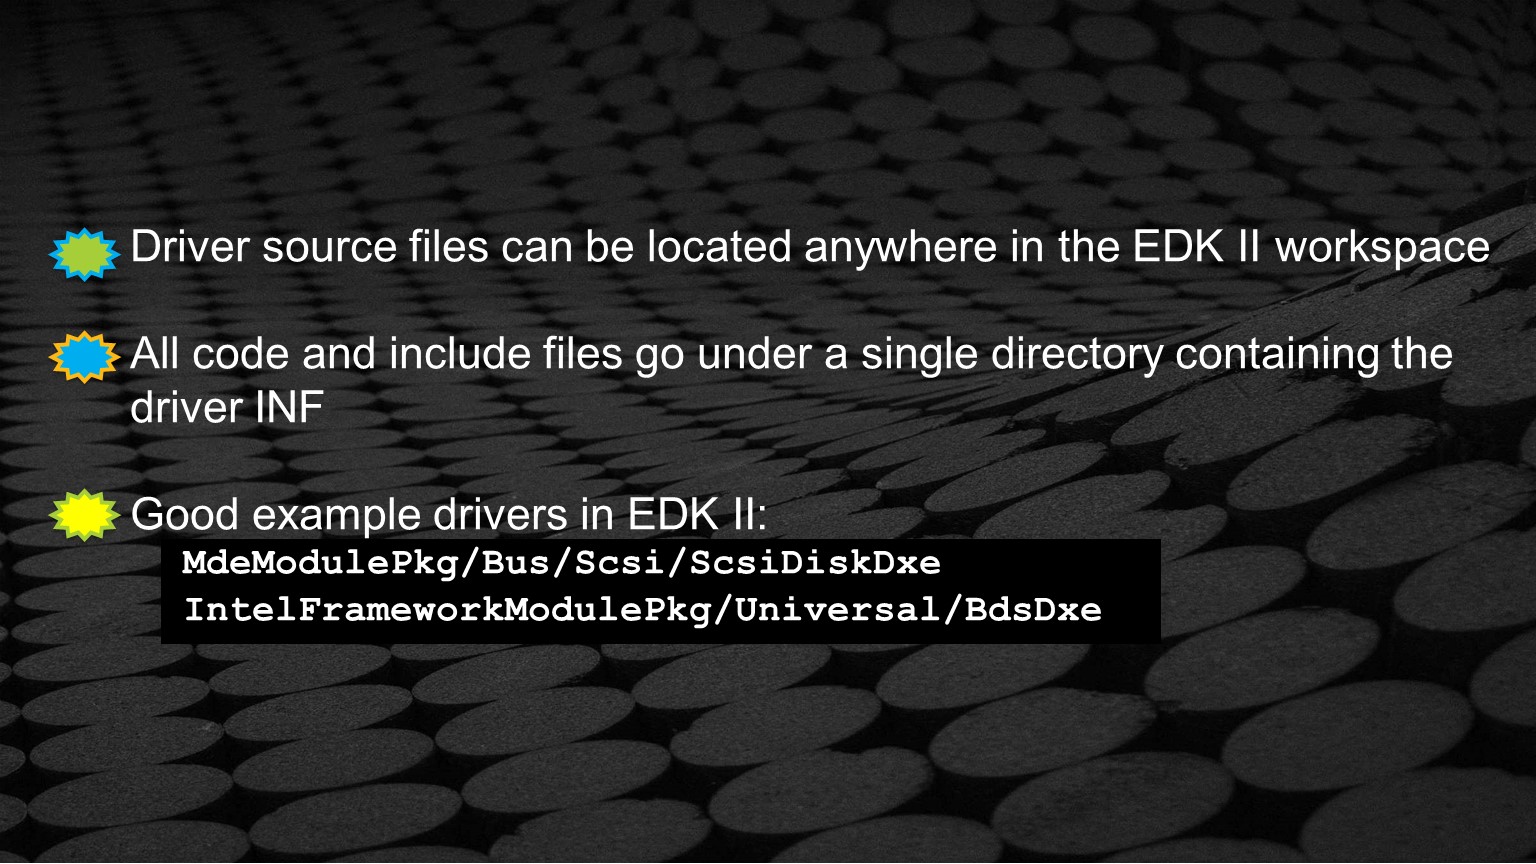 Driver source files can be located anywhere in the EDK II workspace
All code and include files go under a single directory containing the
driver INF
Good example drivers in EDK II:
MdeModulePkg/Bus/Scsi/ScsiDiskDxe
IntelFrameworkModulePkg/Universal/BdsDxe